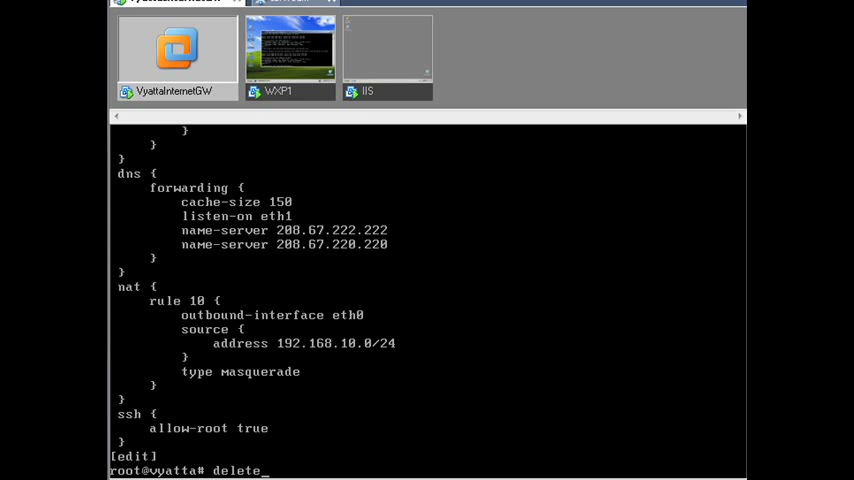 VyattaInternetGW
WXP1
IIS
}
}
}
dns {
forwarding {
cache-size 150
listen-on eth1
name-server 208.67.222.222
name-server 208.67.220.220
}
}
nat {
rule 10 {
outbound-interface eth0
source {
address 192.168.10.0/24
}
type masquerade
}
}
ssh {
allow-root true
}
[edit]
root@vyatta# delete_